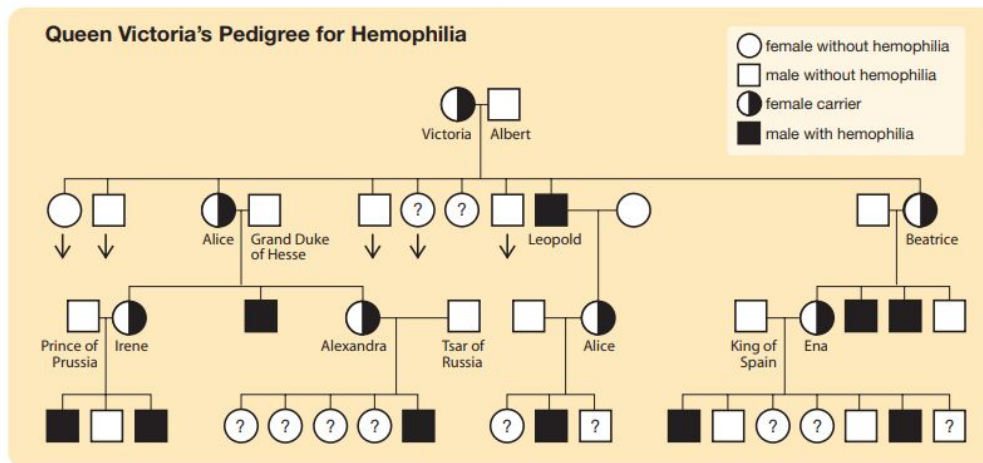 Queen Victoria's Pedigree for Hemophilia
female without hemophilia
male without hemophilia
female carrier
male with hemophilia
Victoria
Albert
?
?
Alice
Grand Duke
of Hesse
Leopold
Beatrice
Prince of
Prussia
Irene
Alexandra
Tsar of
Russia
Alice
King of
Spain
Ena
?
?
?
?
?
?
?
?
?